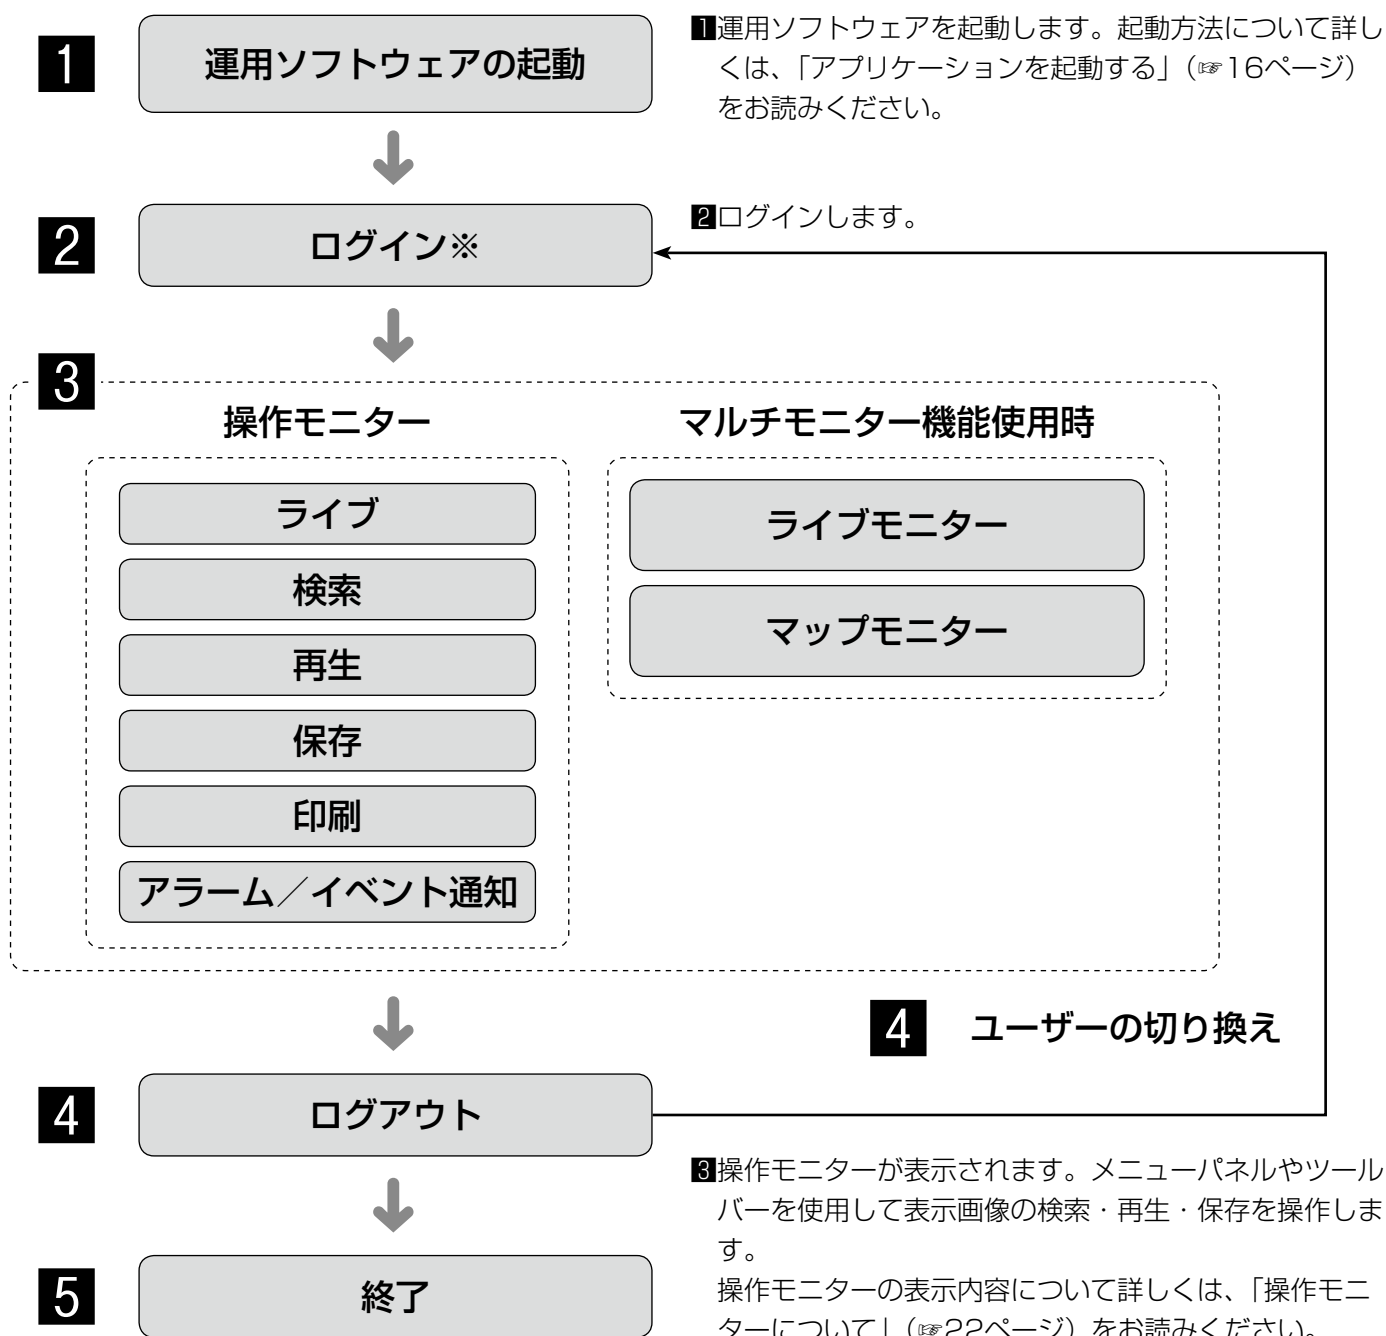 1
運用ソフトウェアの起動
1運用ソフトウェアを起動します。起動方法について詳し
くは、「アプリケーションを起動する」(☞16ページ)
をお読みください。
2
ログイン※
2ログインします。
3
操作モニター
ライブ
検索
再生
保存
印刷
アラーム／イベント通知
マルチモニター機能使用時
ライブモニター
マップモニター
4 ユーザーの切り換え
4
ログアウト
5
終了
3操作モニターが表示されます。メニューパネルやツール
バーを使用して表示画像の検索・再生・保存を操作しま
す。
操作モニターの表示内容について詳しくは、「操作モニ
ターについて」(☞22ページ)をお読みください。